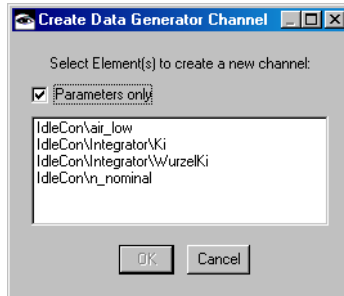 Create Data Generator Channel
Select Element(s) to create a new channel:
Parameters only
IdleCon\air_low
IdleCon\Integrator\Ki
IdleCon\Integrator\WurzelKi
IdleCon\n_nominal
OK Cancel